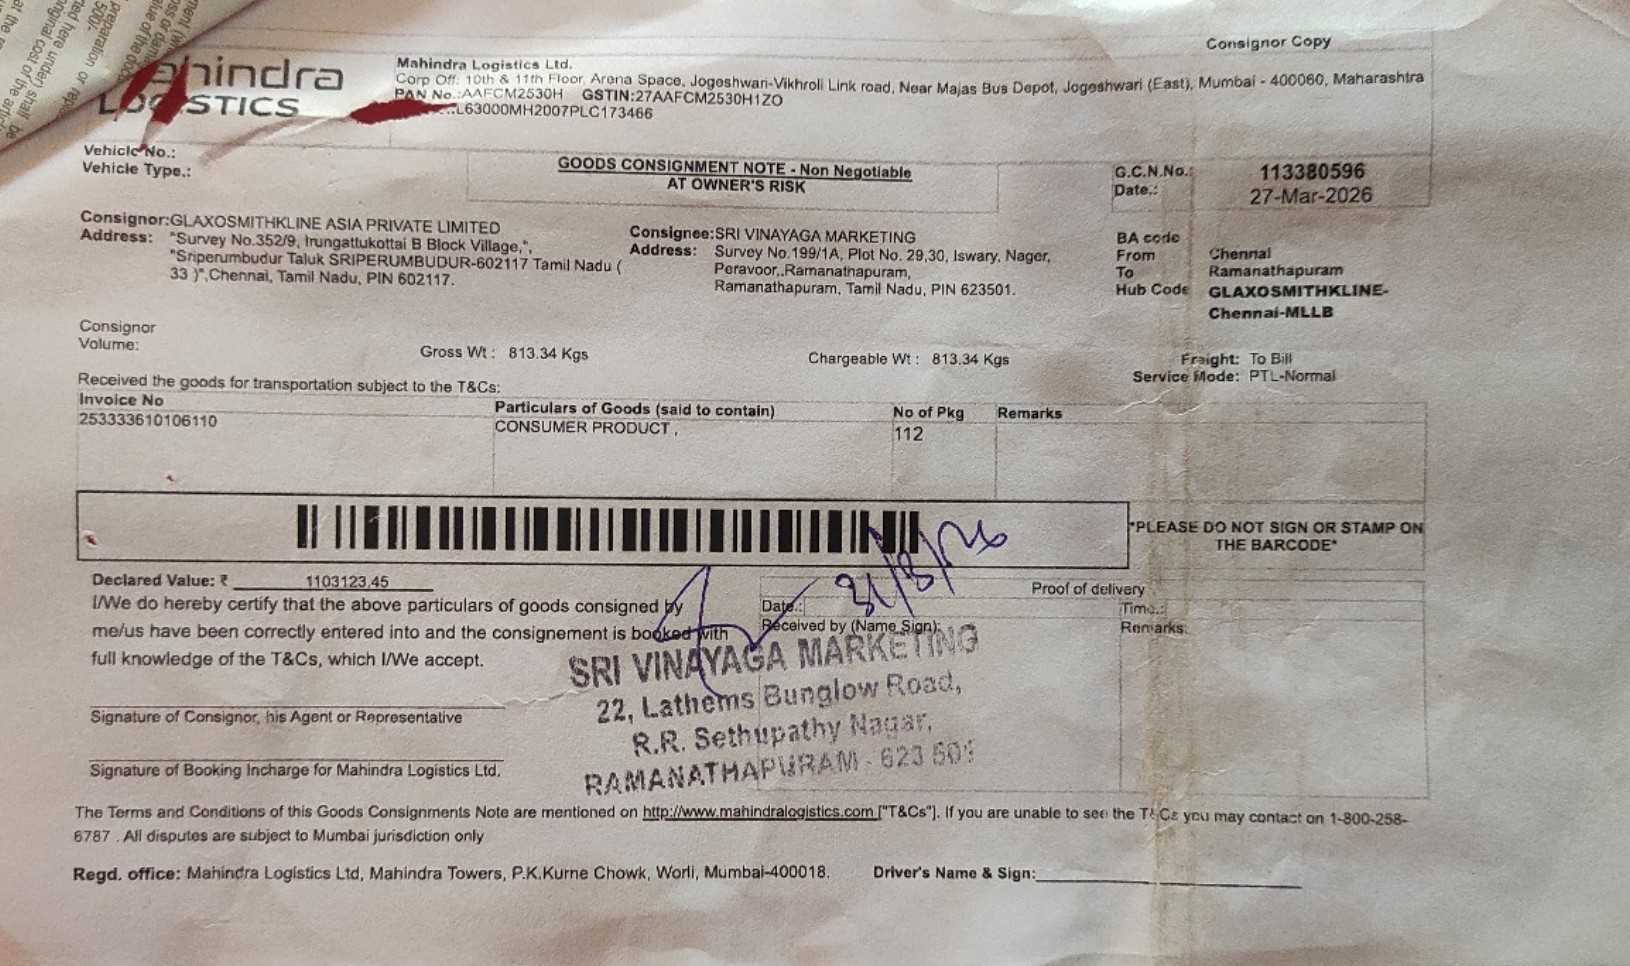 Consignor Copy
mahindra
LOGISTICS
Mahindra Logistics Ltd.
Corp Off: 10th & 11th Floor, Arena Space, Jogeshwari-Vikhroli Link road, Near Majas Bus Depot, Jogeshwari (East), Mumbai - 400060, Maharashtra
PAN No.:AAFCM2530H GSTIN:27AAFCM2530H1ZO
L63000MH2007PLC173466
Vehicle No.:
Vehicle Type.:
GOODS CONSIGNMENT NOTE - Non Negotiable
AT OWNER'S RISK
G.C.N.No.: 113380596
Date.: 27-Mar-2026
Consignor:GLAXOSMITHKLINE ASIA PRIVATE LIMITED
Address: "Survey No.352/9, Irungattukottai B Block Village,",
"Sriperumbudur Taluk SRIPERUMBUDUR-602117 Tamil Nadu (
33 )",Chennai, Tamil Nadu, PIN 602117.
Consignee:SRI VINAYAGA MARKETING
Address: Survey No.199/1A, Plot No. 29,30, Iswary, Nager,
Peravoor,.Ramanathapuram,
Ramanathapuram, Tamil Nadu, PIN 623501.
BA code
From Chennai
To Ramanathapuram
Hub Code GLAXOSMITHKLINE-
Chennai-MLLB
Consignor
Volume:
Gross Wt : 813.34 Kgs
Chargeable Wt : 813.34 Kgs
Freight: To Bill
Service Mode: PTL-Normal
Received the goods for transportation subject to the T&Cs:
Invoice No Particulars of Goods (said to contain) No of Pkg Remarks
253333610106110 CONSUMER PRODUCT , 112
*PLEASE DO NOT SIGN OR STAMP ON
THE BARCODE*
31/3/26
Declared Value: ₹ 1103123.45
I/We do hereby certify that the above particulars of goods consigned by
me/us have been correctly entered into and the consignement is booked with
full knowledge of the T&Cs, which I/We accept.
Proof of delivery
Date.:
Time.:
Received by (Name Sign):
Remarks:
SRI VINAYAGA MARKETING
22, Lathems Bunglow Road,
R.R. Sethupathy Nagar,
RAMANATHAPURAM - 623 501
Signature of Consignor, his Agent or Representative
Signature of Booking Incharge for Mahindra Logistics Ltd.
The Terms and Conditions of this Goods Consignments Note are mentioned on http://www.mahindralogistics.com ["T&Cs"]. If you are unable to see the T&Cs you may contact on 1-800-258-
6787 . All disputes are subject to Mumbai jurisdiction only
Regd. office: Mahindra Logistics Ltd, Mahindra Towers, P.K.Kurne Chowk, Worli, Mumbai-400018. Driver's Name & Sign: